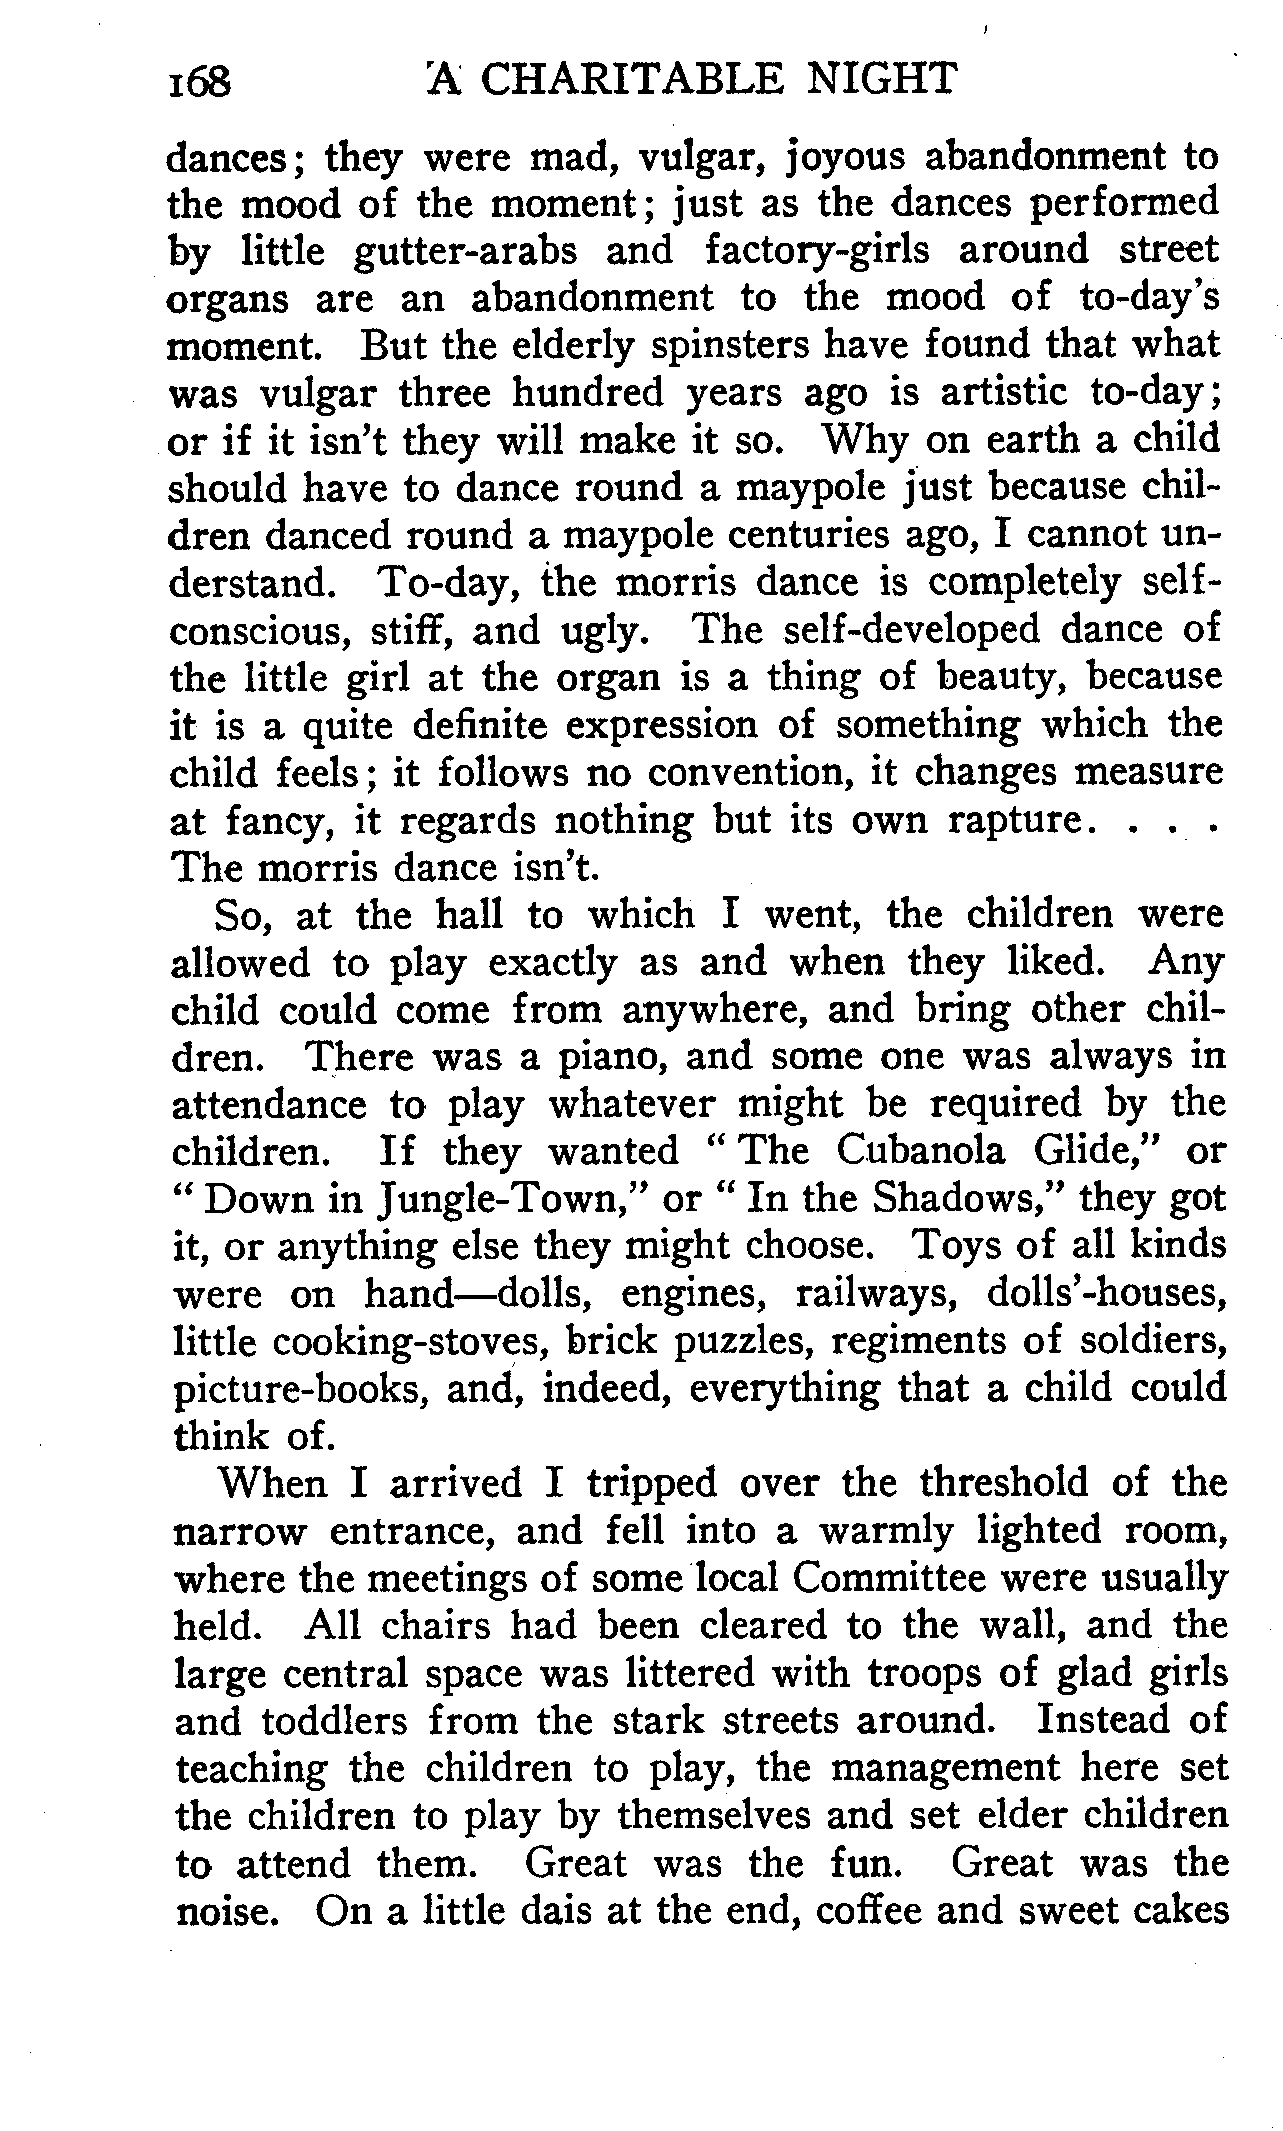 168 A CHARITABLE NIGHT
dances; they were mad, vulgar, joyous abandonment to
the mood of the moment; just as the dances performed
by little gutter-arabs and factory-girls around street
organs are an abandonment to the mood of to-day's
moment. But the elderly spinsters have found that what
was vulgar three hundred years ago is artistic to-day;
or if it isn't they will make it so. Why on earth a child
should have to dance round a maypole just because chil-
dren danced round a maypole centuries ago, I cannot un-
derstand. To-day, the morris dance is completely self-
conscious, stiff, and ugly. The self-developed dance of
the little girl at the organ is a thing of beauty, because
it is a quite definite expression of something which the
child feels; it follows no convention, it changes measure
at fancy, it regards nothing but its own rapture. . . .
The morris dance isn't.
So, at the hall to which I went, the children were
allowed to play exactly as and when they liked. Any
child could come from anywhere, and bring other chil-
dren. There was a piano, and some one was always in
attendance to play whatever might be required by the
children. If they wanted "The Cubanola Glide," or
"Down in Jungle-Town," or "In the Shadows," they got
it, or anything else they might choose. Toys of all kinds
were on hand—dolls, engines, railways, dolls'-houses,
little cooking-stoves, brick puzzles, regiments of soldiers,
picture-books, and, indeed, everything that a child could
think of.
When I arrived I tripped over the threshold of the
narrow entrance, and fell into a warmly lighted room,
where the meetings of some local Committee were usually
held. All chairs had been cleared to the wall, and the
large central space was littered with troops of glad girls
and toddlers from the stark streets around. Instead of
teaching the children to play, the management here set
the children to play by themselves and set elder children
to attend them. Great was the fun. Great was the
noise. On a little dais at the end, coffee and sweet cakes